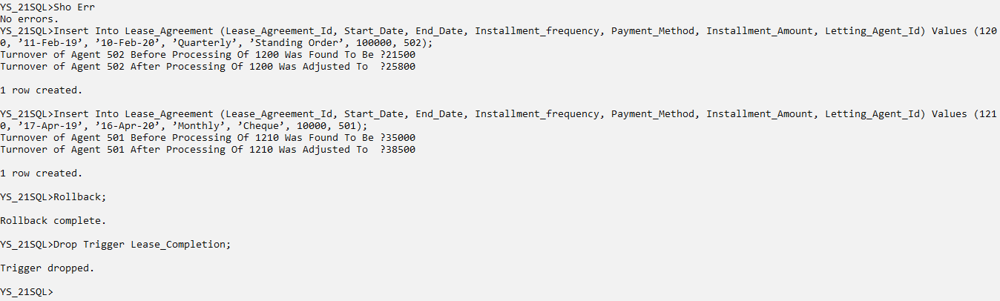 YS_21SQL>Sho Err
No errors.
YS_21SQL>Insert Into Lease_Agreement (Lease_Agreement_Id, Start_Date, End_Date, Installment_frequency, Payment_Method, Installment_Amount, Letting_Agent_Id) Values (120
0, ’11-Feb-19’, ’10-Feb-20’, ’Quarterly’, ’Standing Order’, 100000, 502);
Turnover of Agent 502 Before Processing Of 1200 Was Found To Be ?21500
Turnover of Agent 502 After Processing Of 1200 Was Adjusted To  ?25800
1 row created.
YS_21SQL>Insert Into Lease_Agreement (Lease_Agreement_Id, Start_Date, End_Date, Installment_frequency, Payment_Method, Installment_Amount, Letting_Agent_Id) Values (121
0, ’17-Apr-19’, ’16-Apr-20’, ’Monthly’, ’Cheque’, 10000, 501);
Turnover of Agent 501 Before Processing Of 1210 Was Found To Be ?35000
Turnover of Agent 501 After Processing Of 1210 Was Adjusted To  ?38500
1 row created.
YS_21SQL>Rollback;
Rollback complete.
YS_21SQL>Drop Trigger Lease_Completion;
Trigger dropped.
YS_21SQL>